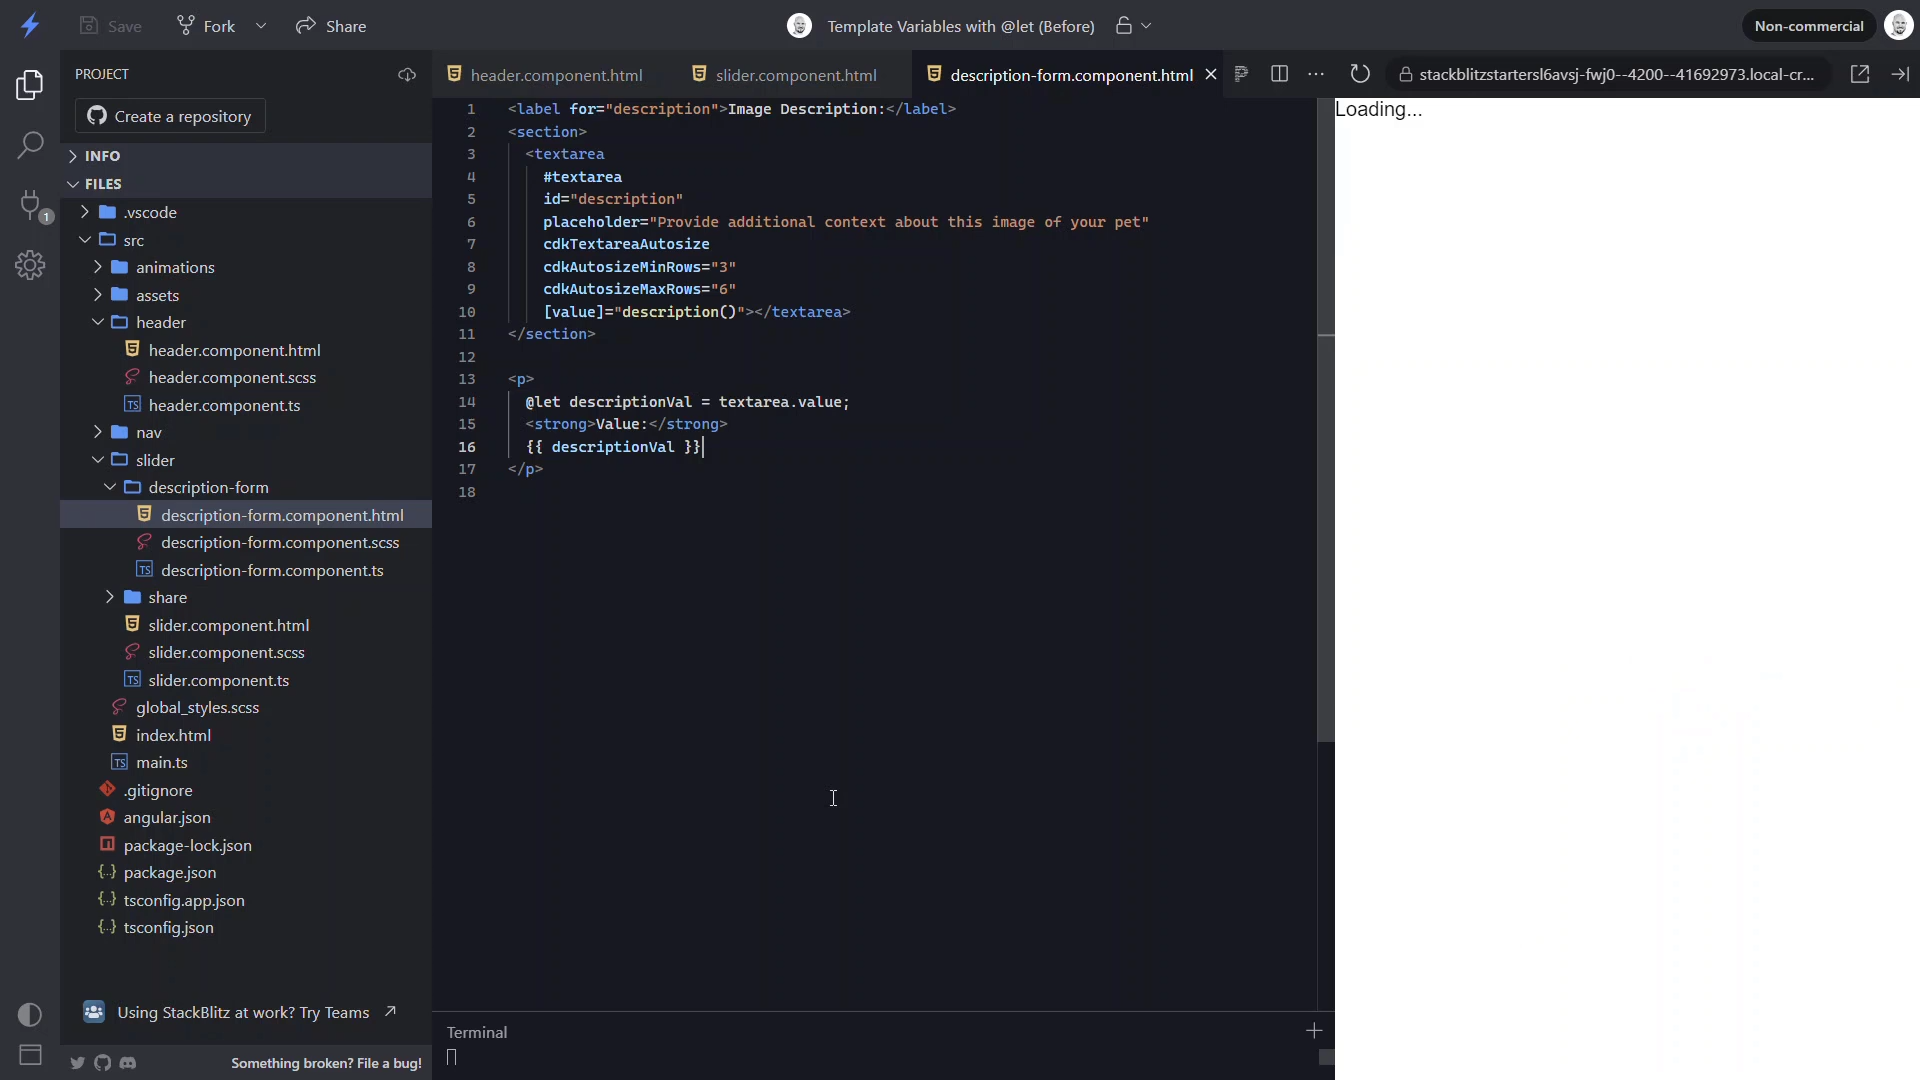 Save
Fork
Share
Template Variables with @let (Before)
Non-commercial
PROJECT
Create a repository
INFO
FILES
.vscode
src
animations
assets
header
header.component.html
header.component.scss
header.component.ts
nav
slider
description-form
description-form.component.html
description-form.component.scss
description-form.component.ts
share
slider.component.html
slider.component.scss
slider.component.ts
global_styles.scss
index.html
main.ts
.gitignore
angular.json
package-lock.json
package.json
tsconfig.app.json
tsconfig.json
1
Using StackBlitz at work? Try Teams
Something broken? File a bug!
header.component.html
slider.component.html
description-form.component.html
1 <label for="description">Image Description:</label>
2 <section>
3 <textarea
4 #textarea
5 id="description"
6 placeholder="Provide additional context about this image of your pet"
7 cdkTextareaAutosize
8 cdkAutosizeMinRows="3"
9 cdkAutosizeMaxRows="6"
10 [value]="description()"></textarea>
11 </section>
12
13 <p>
14 @let descriptionVal = textarea.value;
15 <strong>Value:</strong>
16 {{ descriptionVal }}
17 </p>
18
Terminal
stackblitzstartersl6avsj-fwj0--4200--41692973.local-cr...
Loading...